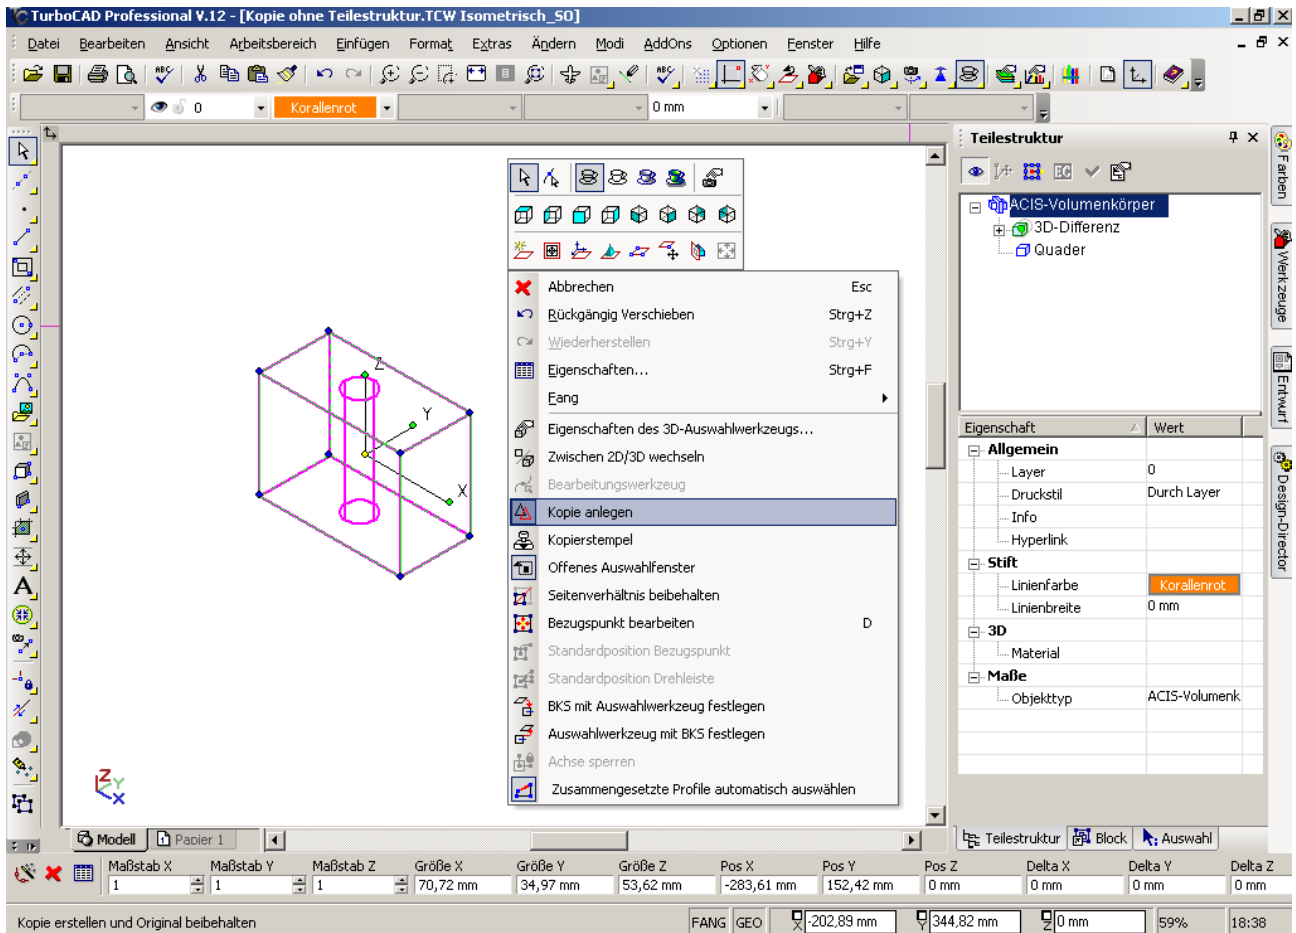 TurboCAD Professional V.12 - [Kopie ohne Teilestruktur.TCW Isometrisch_SO]
Datei Bearbeiten Ansicht Arbeitsbereich Einfügen Format Extras Ändern Modi AddOns Optionen Fenster Hilfe
0 Korallenrot 0 mm
Teilestruktur
ACIS-Volumenkörper
3D-Differenz
Quader
Farben
Werkzeuge
Entwurf
Design-Director
Abbrechen Esc
Rückgängig Verschieben Strg+Z
Wiederherstellen Strg+Y
Eigenschaften... Strg+F
Fang
Eigenschaften des 3D-Auswahlwerkzeugs...
Zwischen 2D/3D wechseln
Bearbeitungswerkzeug
Kopie anlegen
Kopierstempel
Offenes Auswahlfenster
Seitenverhältnis beibehalten
Bezugspunkt bearbeiten D
Standardposition Bezugspunkt
Standardposition Drehleiste
BKS mit Auswahlwerkzeug festlegen
Auswahlwerkzeug mit BKS festlegen
Achse sperren
Zusammengesetzte Profile automatisch auswählen
Z
Y
X
Z
Y
X
Eigenschaft Wert
Allgemein
Layer 0
Druckstil Durch Layer
Info
Hyperlink
Stift
Linienfarbe Korallenrot
Linienbreite 0 mm
3D
Material
Maße
Objekttyp ACIS-Volumenk
Modell Papier 1
Teilestruktur Block Auswahl
Maßstab X Maßstab Y Maßstab Z Größe X Größe Y Größe Z Pos X Pos Y Pos Z Delta X Delta Y Delta Z
1 1 1 70,72 mm 34,97 mm 53,62 mm -283,61 mm 152,42 mm 0 mm 0 mm 0 mm 0 mm
Kopie erstellen und Original beibehalten FANG GEO X -202,89 mm Y 344,82 mm Z 0 mm 59% 18:38